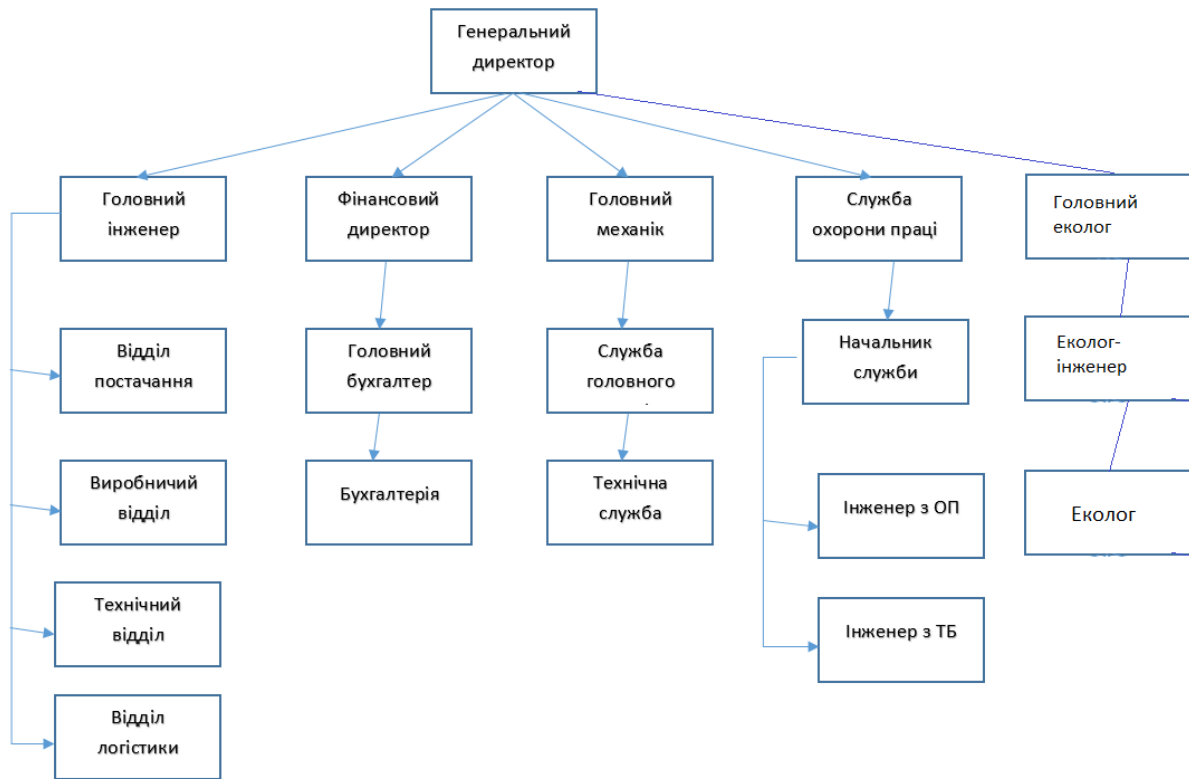 Генеральний
директор
Головний
інженер
Фінансовий
директор
Головний
механік
Служба
охорони праці
Головний
еколог
Відділ
постачання
Головний
бухгалтер
Служба
головного
Начальник
служби
Еколог-
інженер
Виробничий
відділ
Бухгалтерія
Технічна
служба
Інженер з ОП
Еколог
Технічний
відділ
Інженер з ТБ
Відділ
логістики